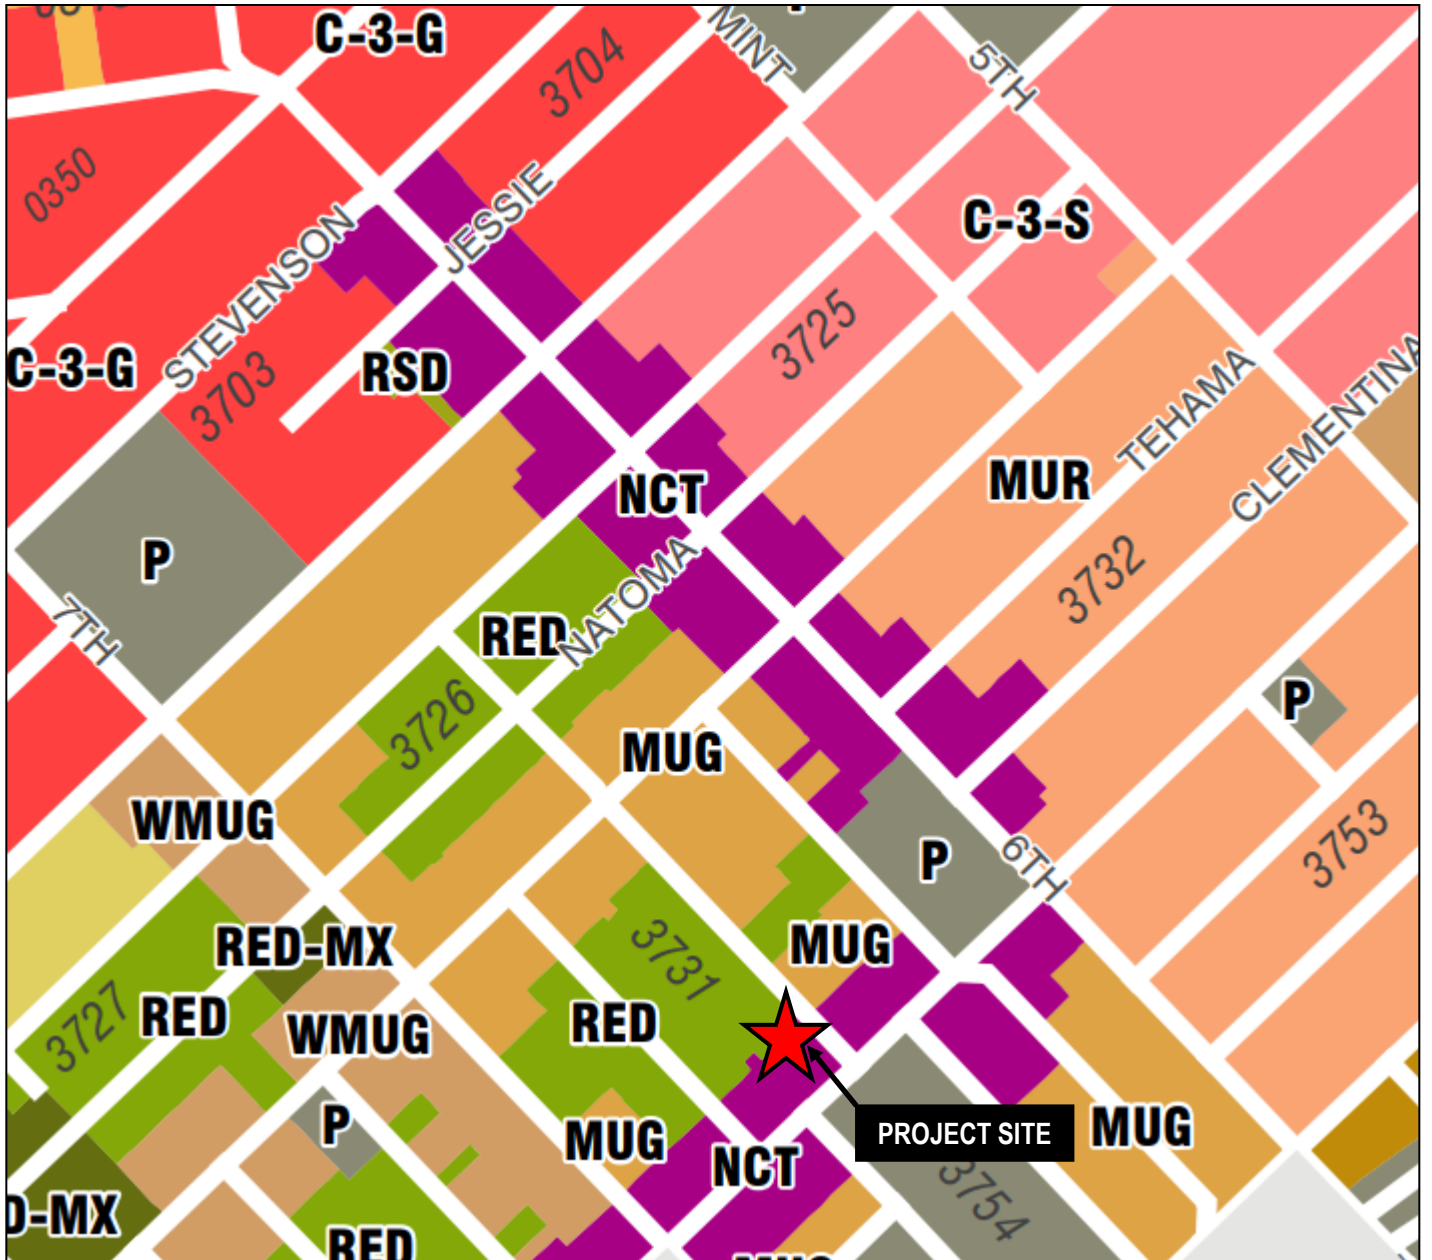 C-3-G
MINT
5TH
3704
0350
JESSIE
C-3-S
STEVENSON
3725
C-3-G
3703
RSD
TEHAMA
CLEMENTINA
NCT
MUR
P
3732
7TH
RED
NATOMA
P
3726
MUG
WMUG
3753
P
6TH
RED-MX
MUG
3731
3727
RED
WMUG
RED
P
MUG
PROJECT SITE
MUG
NCT
3754
D-MX
RED
MUG